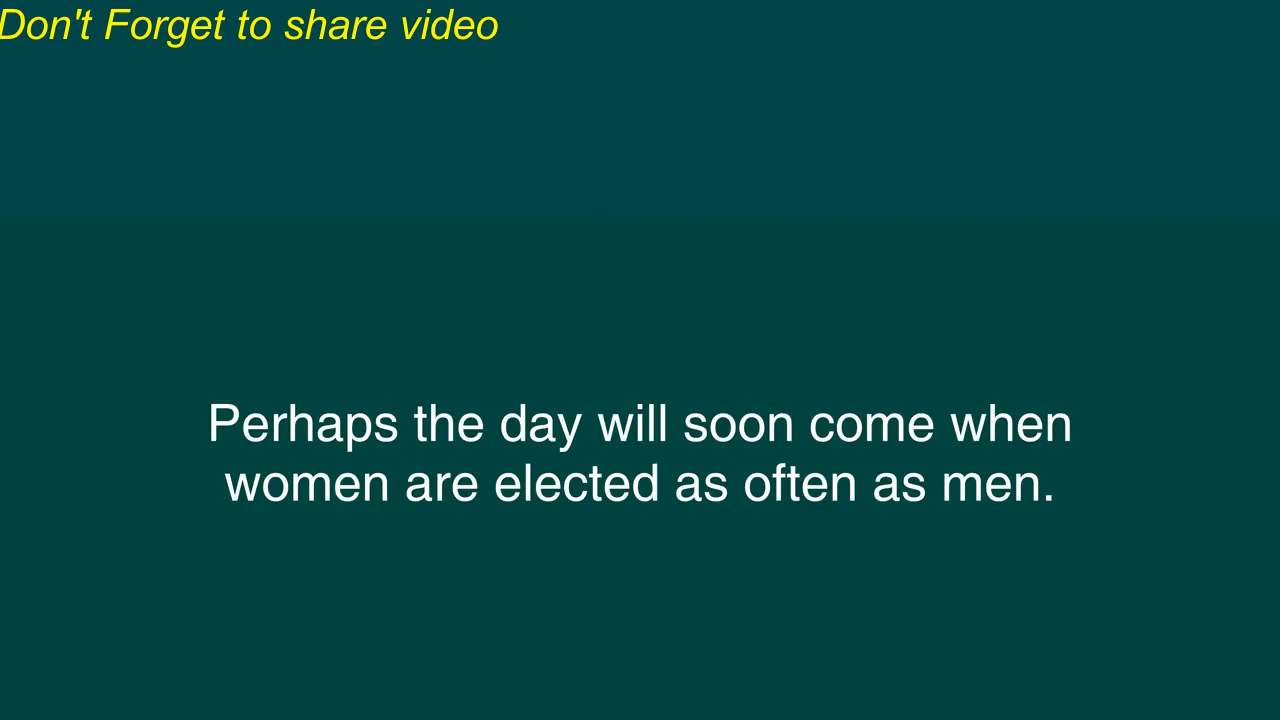 Don't Forget to share video
Perhaps the day will soon come when
women are elected as often as men.